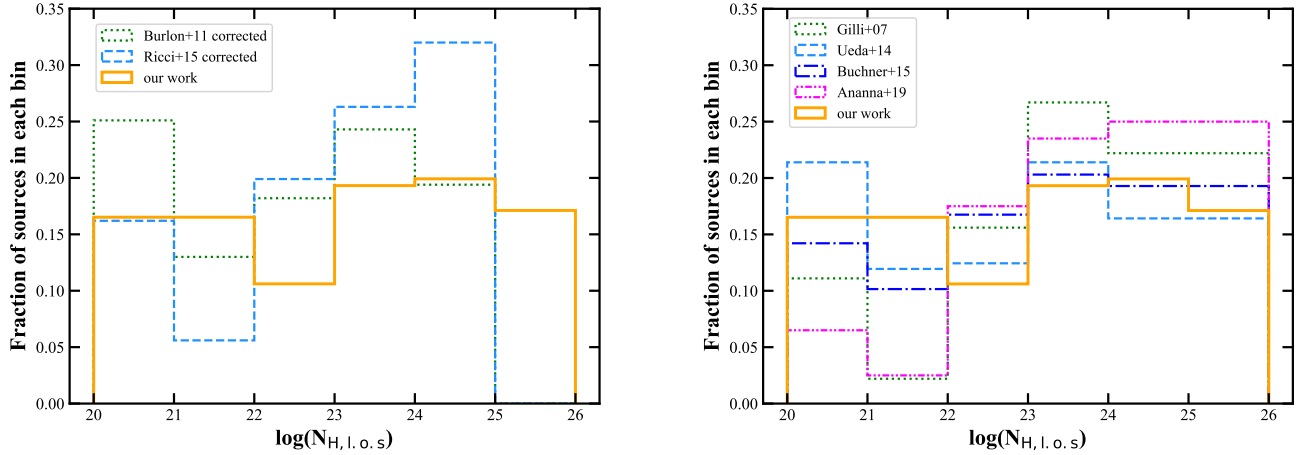 Burlon+11 corrected
Ricci+15 corrected
our work
0.35
0.30
0.25
0.20
0.15
0.10
0.05
0.00
Fraction of sources in each bin
20 21 22 23 24 25 26
log(N_H, l.o.s)
Gilli+07
Ueda+14
Buchner+15
Ananna+19
our work
0.35
0.30
0.25
0.20
0.15
0.10
0.05
0.00
Fraction of sources in each bin
20 21 22 23 24 25 26
log(N_H, l.o.s)